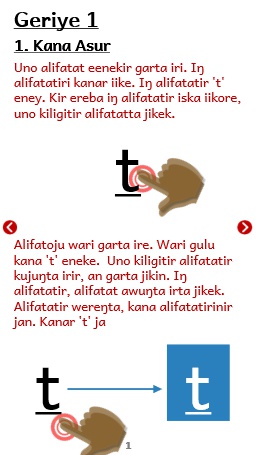 Geriye 1
1. Kana Asur
Uno alifatat eenekir garta iri. Iŋ
alifatatiri kanar iike. Iŋ alifatatir 't'
eney. Kir ereba iŋ alifatatir iska iikore,
uno kiligitir alifatatta jikek.
t
Alifatoju wari garta ire. Wari gulu
kana 't' eneke.  Uno kiligitir alifatatir
kujuŋta irir, an garta jikin. Iŋ
alifatatir, alifatat awuŋta irta jikek.
Alifatatir wereŋta, kana alifatatirinir
jan. Kanar 't' ja
t t
1